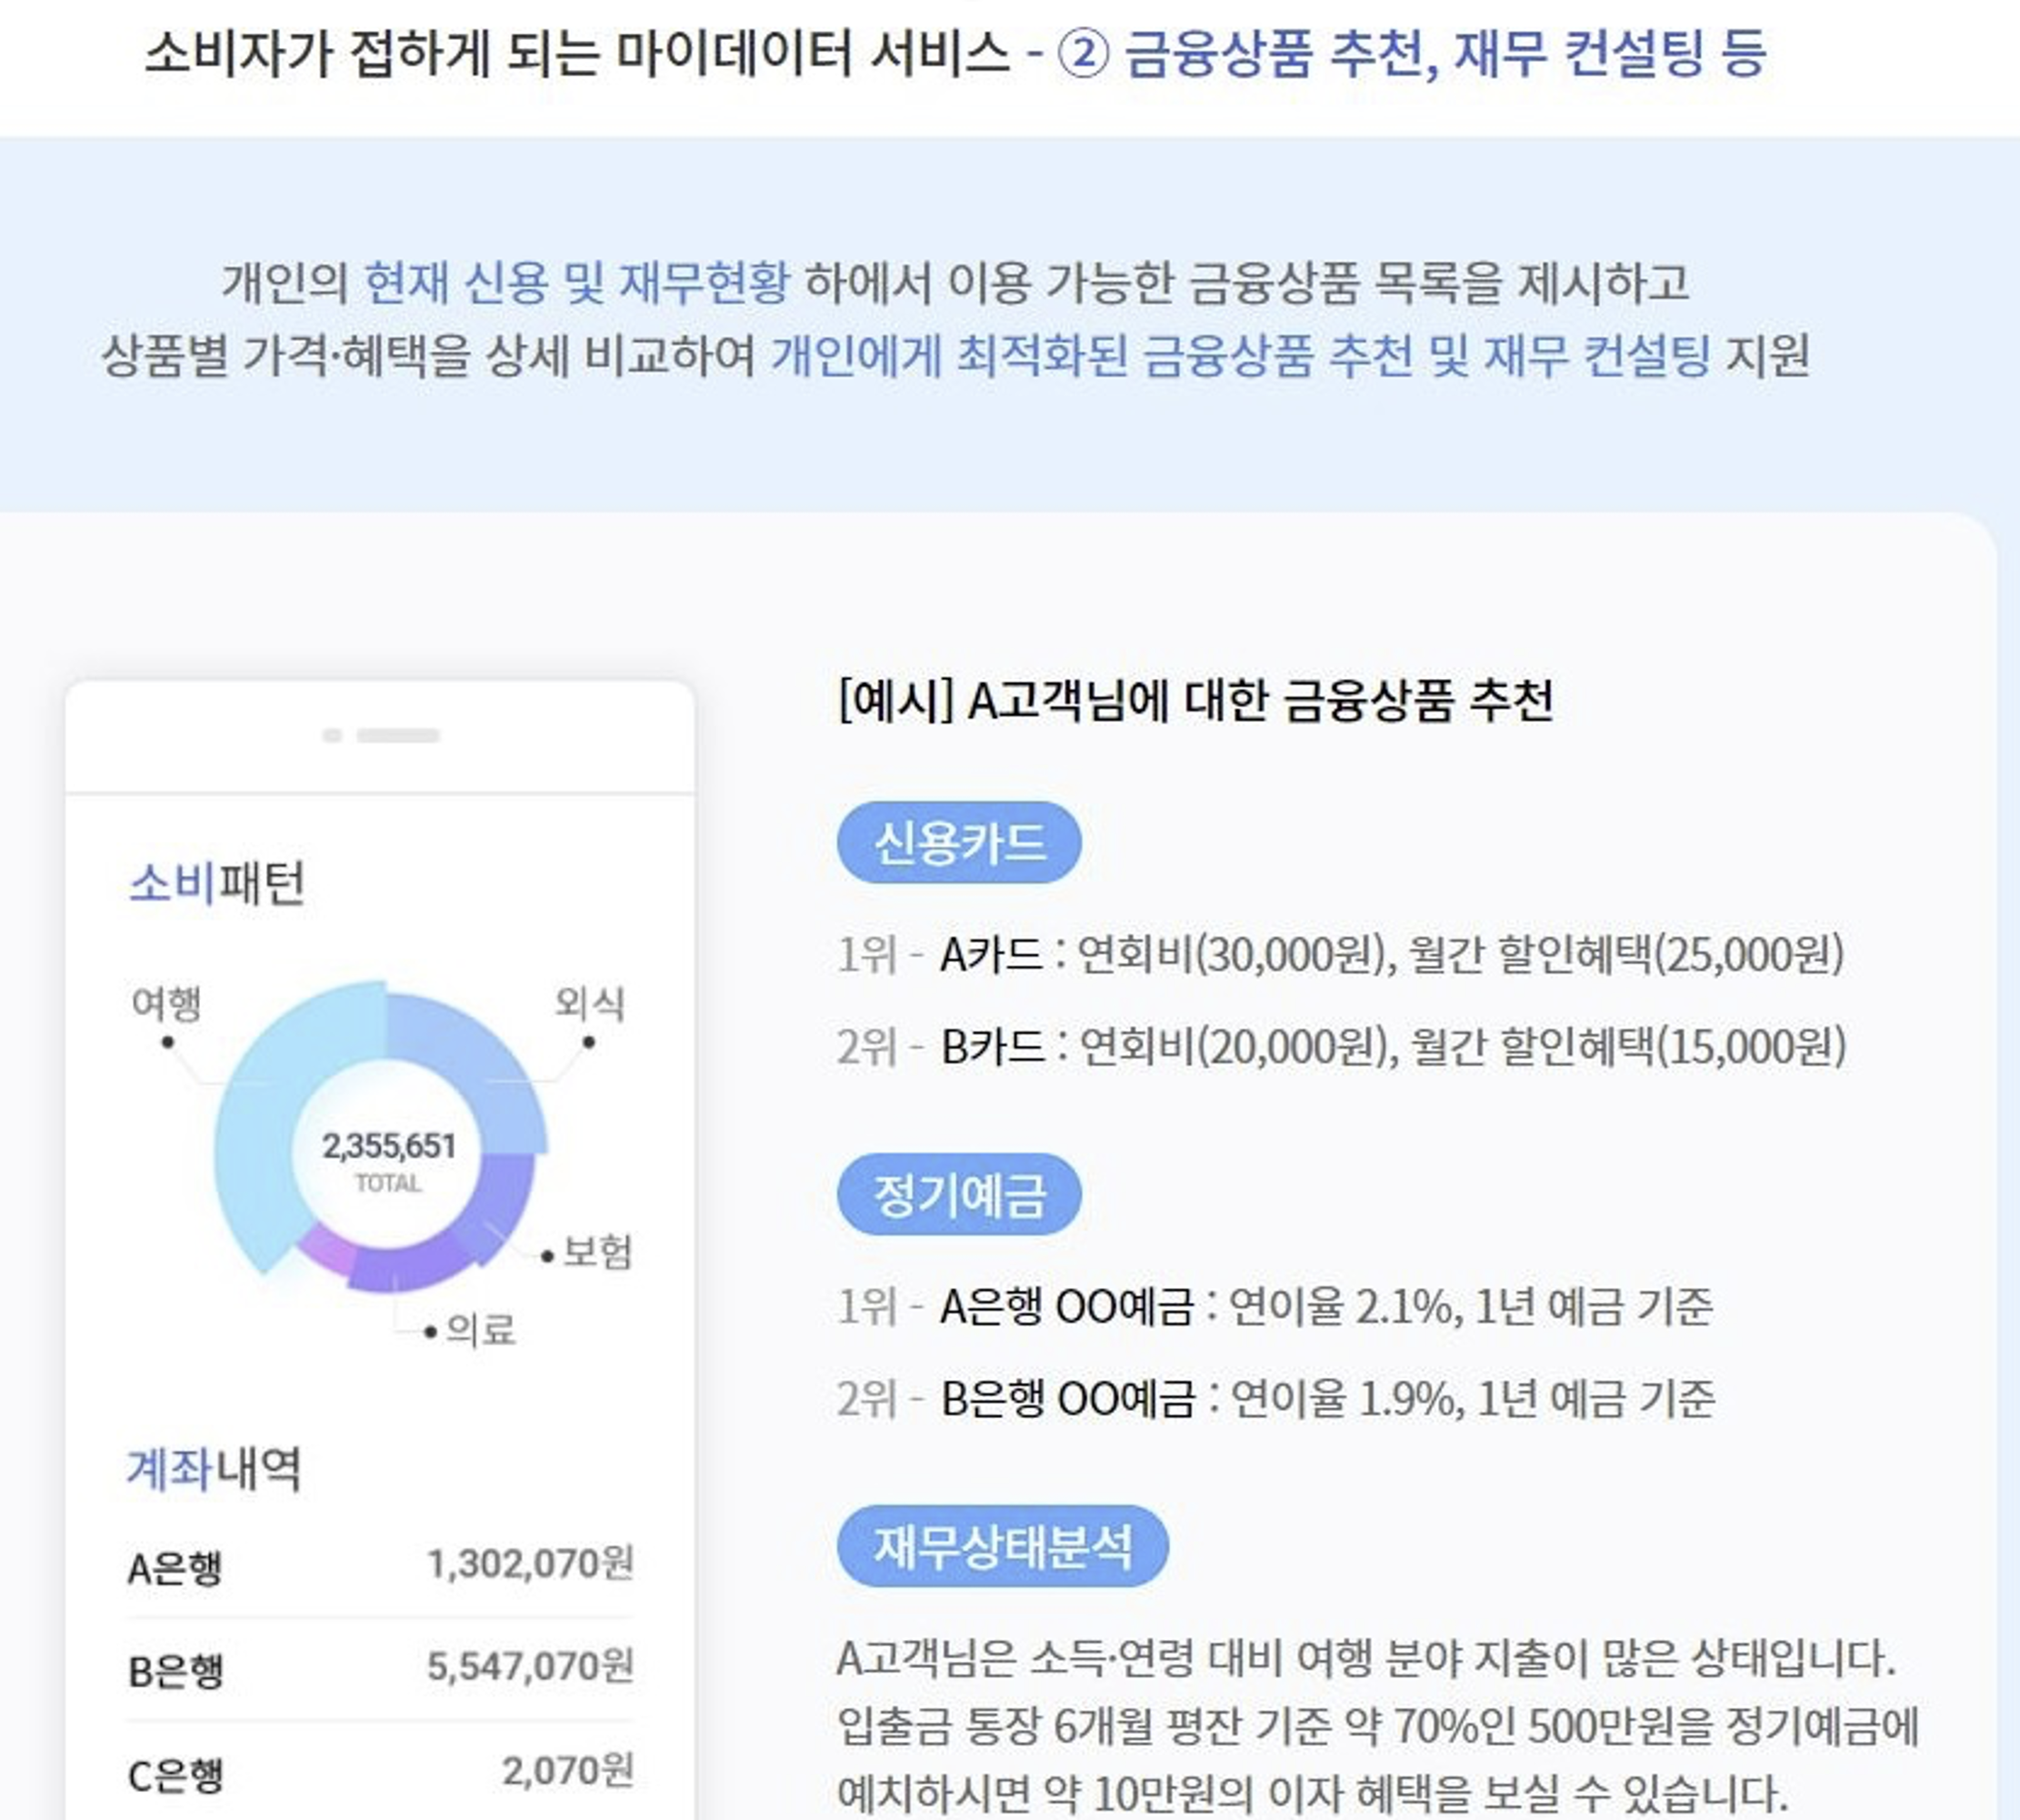 소비자가 접하게 되는 마이데이터 서비스 - ② 금융상품 추천, 재무 컨설팅 등
개인의 현재 신용 및 재무현황 하에서 이용 가능한 금융상품 목록을 제시하고
상품별 가격·혜택을 상세 비교하여 개인에게 최적화된 금융상품 추천 및 재무 컨설팅 지원
소비패턴
여행
외식
2,355,651
TOTAL
보험
의료
계좌내역
A은행 1,302,070원
B은행 5,547,070원
C은행 2,070원
[예시] A고객님에 대한 금융상품 추천
신용카드
1위 - A카드 : 연회비(30,000원), 월간 할인혜택(25,000원)
2위 - B카드 : 연회비(20,000원), 월간 할인혜택(15,000원)
정기예금
1위 - A은행 OO예금 : 연이율 2.1%, 1년 예금 기준
2위 - B은행 OO예금 : 연이율 1.9%, 1년 예금 기준
재무상태분석
A고객님은 소득·연령 대비 여행 분야 지출이 많은 상태입니다.
입출금 통장 6개월 평잔 기준 약 70%인 500만원을 정기예금에
예치하시면 약 10만원의 이자 혜택을 보실 수 있습니다.